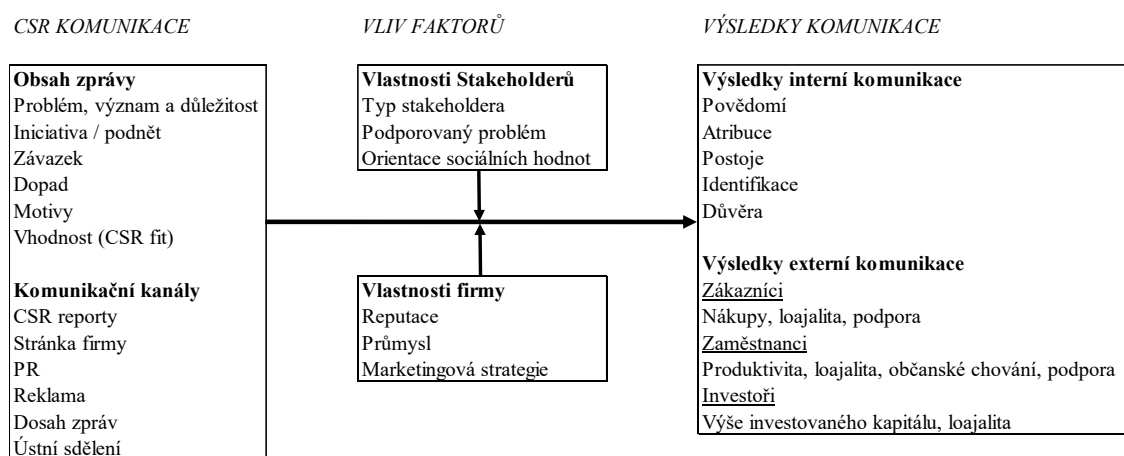 CSR KOMUNIKACE
VLIV FAKTORŮ
VÝSLEDKY KOMUNIKACE
Obsah zprávy
Problém, význam a důležitost
Iniciativa / podnět
Závazek
Dopad
Motivy
Vhodnost (CSR fit)
Komunikační kanály
CSR reporty
Stránka firmy
PR
Reklama
Dosah zpráv
Ústní sdělení
Vlastnosti Stakeholderů
Typ stakeholdera
Podporovaný problém
Orientace sociálních hodnot
Vlastnosti firmy
Reputace
Průmysl
Marketingová strategie
Výsledky interní komunikace
Povědomí
Atribuce
Postoje
Identifikace
Důvěra
Výsledky externí komunikace
Zákazníci
Nákupy, loajalita, podpora
Zaměstnanci
Produktivita, loajalita, občanské chování, podpora
Investoři
Výše investovaného kapitálu, loajalita